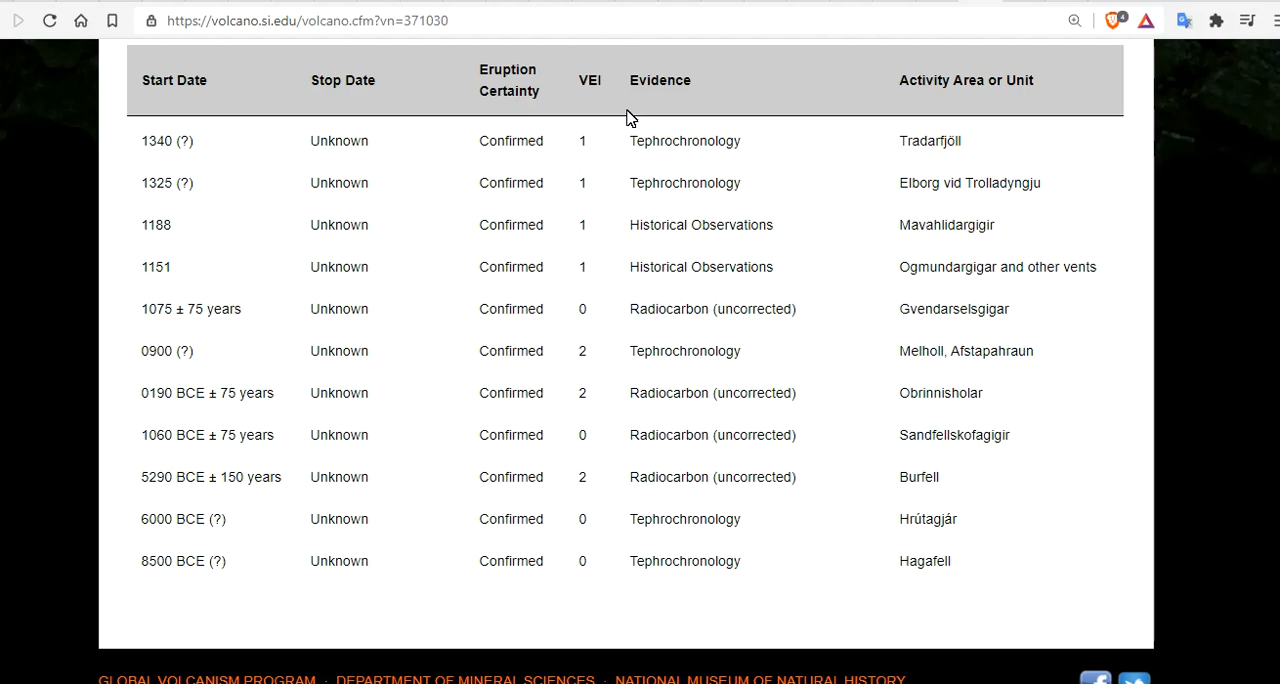 https://volcano.si.edu/volcano.cfm?vn=371030
4
Start Date Stop Date Eruption Certainty VEI Evidence Activity Area or Unit
1340 (?) Unknown Confirmed 1 Tephrochronology Tradarfjöll
1325 (?) Unknown Confirmed 1 Tephrochronology Elborg vid Trolladyngju
1188 Unknown Confirmed 1 Historical Observations Mavahlidargigir
1151 Unknown Confirmed 1 Historical Observations Ogmundargigar and other vents
1075 ± 75 years Unknown Confirmed 0 Radiocarbon (uncorrected) Gvendarselsgigar
0900 (?) Unknown Confirmed 2 Tephrochronology Melholl, Afstapahraun
0190 BCE ± 75 years Unknown Confirmed 2 Radiocarbon (uncorrected) Obrinnisholar
1060 BCE ± 75 years Unknown Confirmed 0 Radiocarbon (uncorrected) Sandfellskofagigir
5290 BCE ± 150 years Unknown Confirmed 2 Radiocarbon (uncorrected) Burfell
6000 BCE (?) Unknown Confirmed 0 Tephrochronology Hrútagjár
8500 BCE (?) Unknown Confirmed 0 Tephrochronology Hagafell
GLOBAL VOLCANISM PROGRAM · DEPARTMENT OF MINERAL SCIENCES · NATIONAL MUSEUM OF NATURAL HISTORY